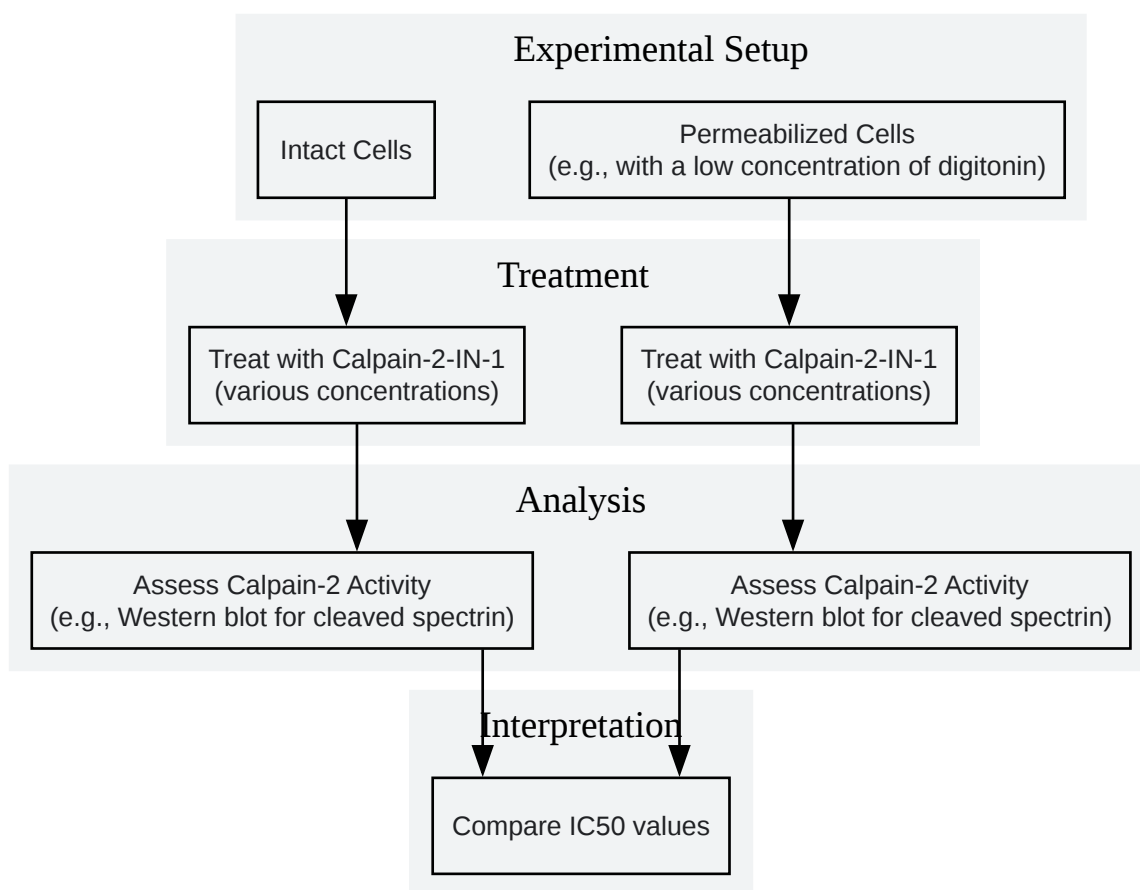 Experimental Setup
Intact Cells
Permeabilized Cells
(e.g., with a low concentration of digitonin)
Treatment
Treat with Calpain-2-IN-1
(various concentrations)
Treat with Calpain-2-IN-1
(various concentrations)
Analysis
Assess Calpain-2 Activity
(e.g., Western blot for cleaved spectrin)
Assess Calpain-2 Activity
(e.g., Western blot for cleaved spectrin)
Interpretation
Compare IC50 values